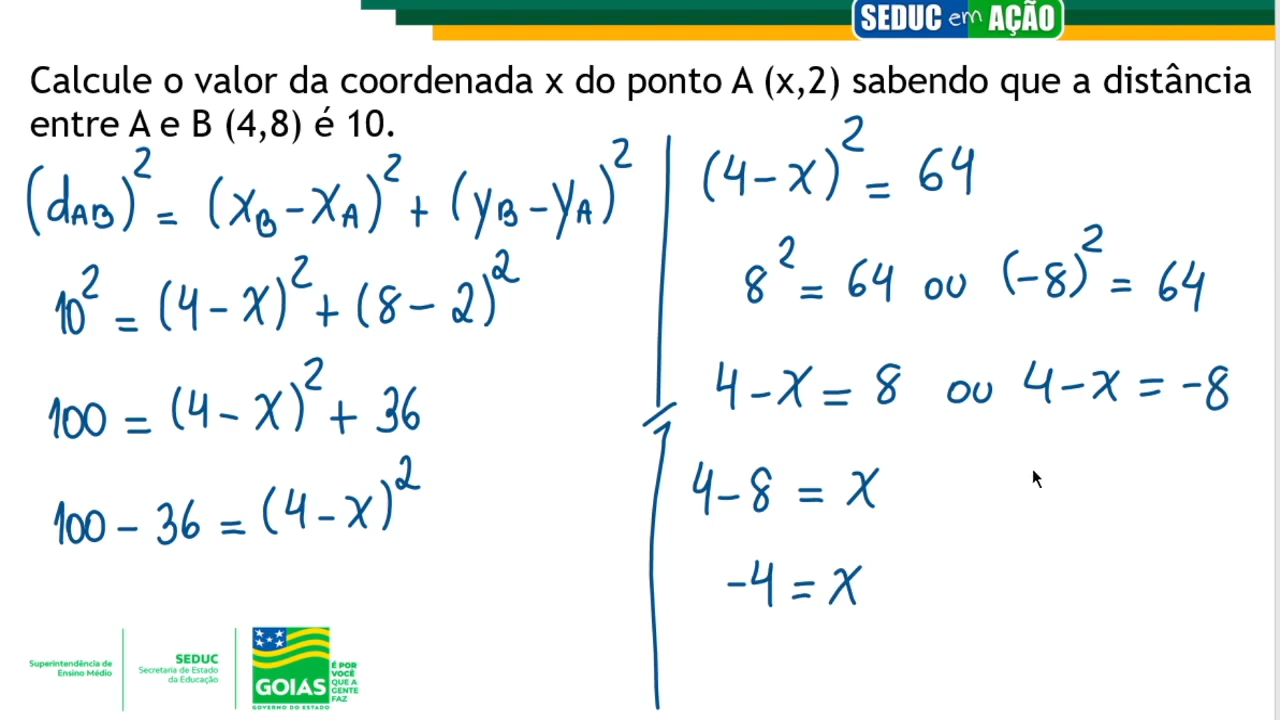 SEDUC em AÇÃO
Calcule o valor da coordenada x do ponto A (x,2) sabendo que a distância
entre A e B (4,8) é 10.
(dAB)² = (xB - xA)² + (yB - yA)²
10² = (4 - x)² + (8 - 2)²
100 = (4 - x)² + 36
100 - 36 = (4 - x)²
(4 - x)² = 64
8² = 64 ou (-8)² = 64
4 - x = 8 ou 4 - x = -8
4 - 8 = x
-4 = x
Superintendência de
Ensino Médio
SEDUC
Secretaria de Estado
da Educação
GOIÁS
GOVERNO DO ESTADO
É POR
VOCÊ
QUE A
GENTE
FAZ